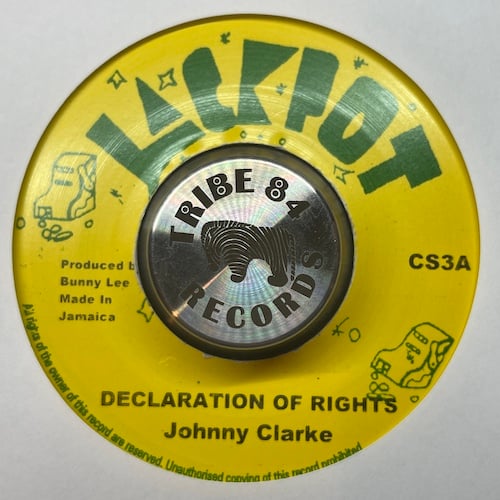 JACKPOT
TRIBE 84
RECORDS
CS3A
Produced b
Bunny Lee
Made In
Jamaica
DECLARATION OF RIGHTS
Johnny Clarke
All rights of the owner of this record are reserved. Unauthorised copying of this record prohibited